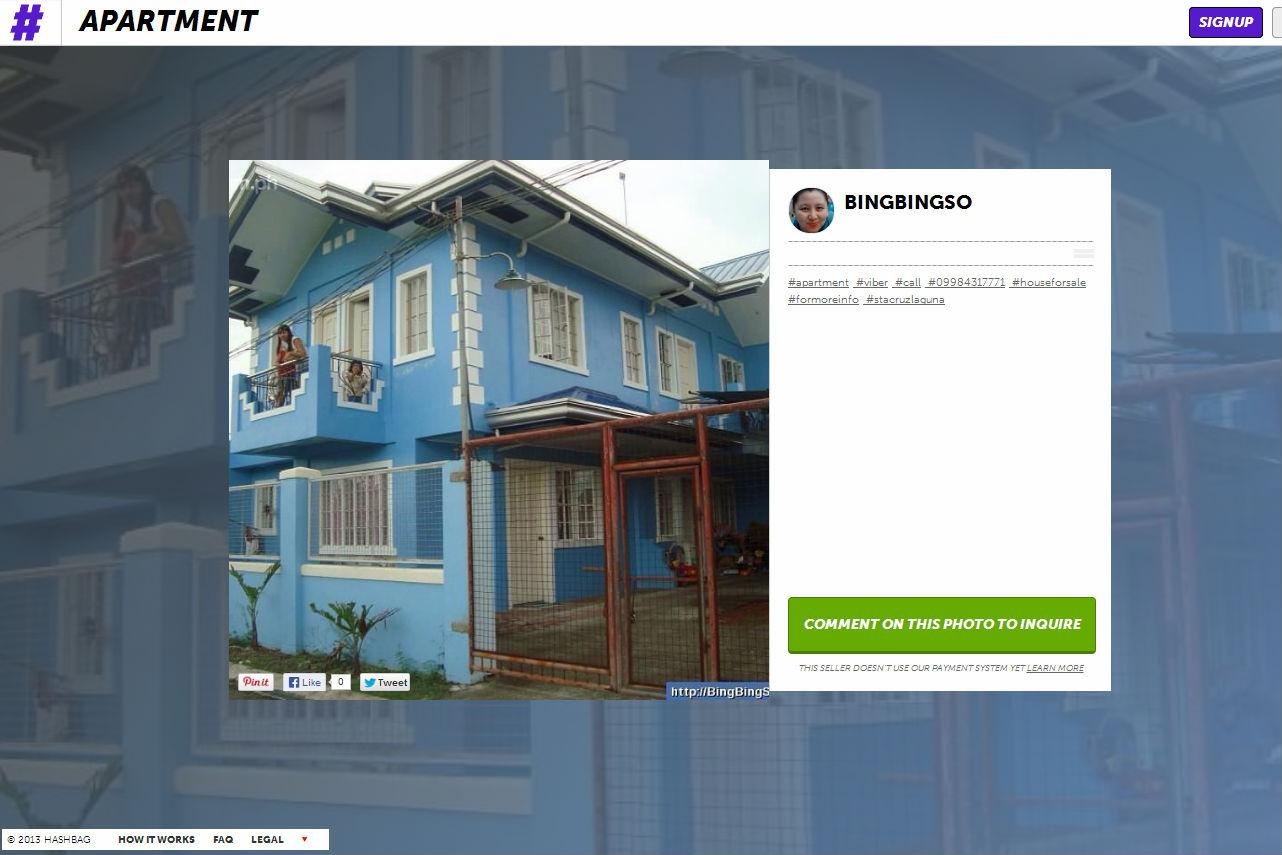 #
APARTMENT
SIGNUP
n.ph
BINGBINGSO
#apartment #viber #call #09984317771 #houseforsale
#formoreinfo #stacruzlaguna
COMMENT ON THIS PHOTO TO INQUIRE
THIS SELLER DOESN'T USE OUR PAYMENT SYSTEM YET LEARN MORE
Pinit Like 0 Tweet
http://BingBingS
© 2013 HASHBAG HOW IT WORKS FAQ LEGAL